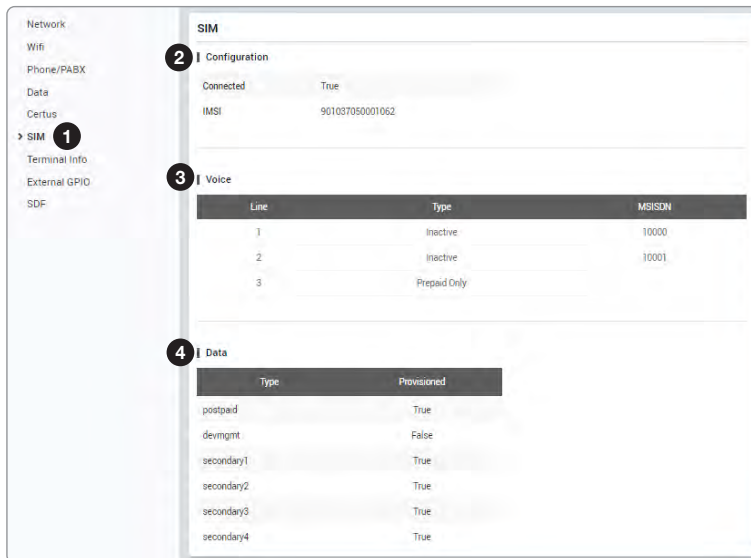 Network
Wifi
Phone/PABX
Data
Certus
> SIM 1
Terminal Info
External GPIO
SDF
SIM
2 Configuration
Connected True
IMSI 901037050001062
3 Voice
Line Type MSISDN
1 Inactive 10000
2 Inactive 10001
3 Prepaid Only
4 Data
Type Provisioned
postpaid True
devmgmt False
secondary1 True
secondary2 True
secondary3 True
secondary4 True